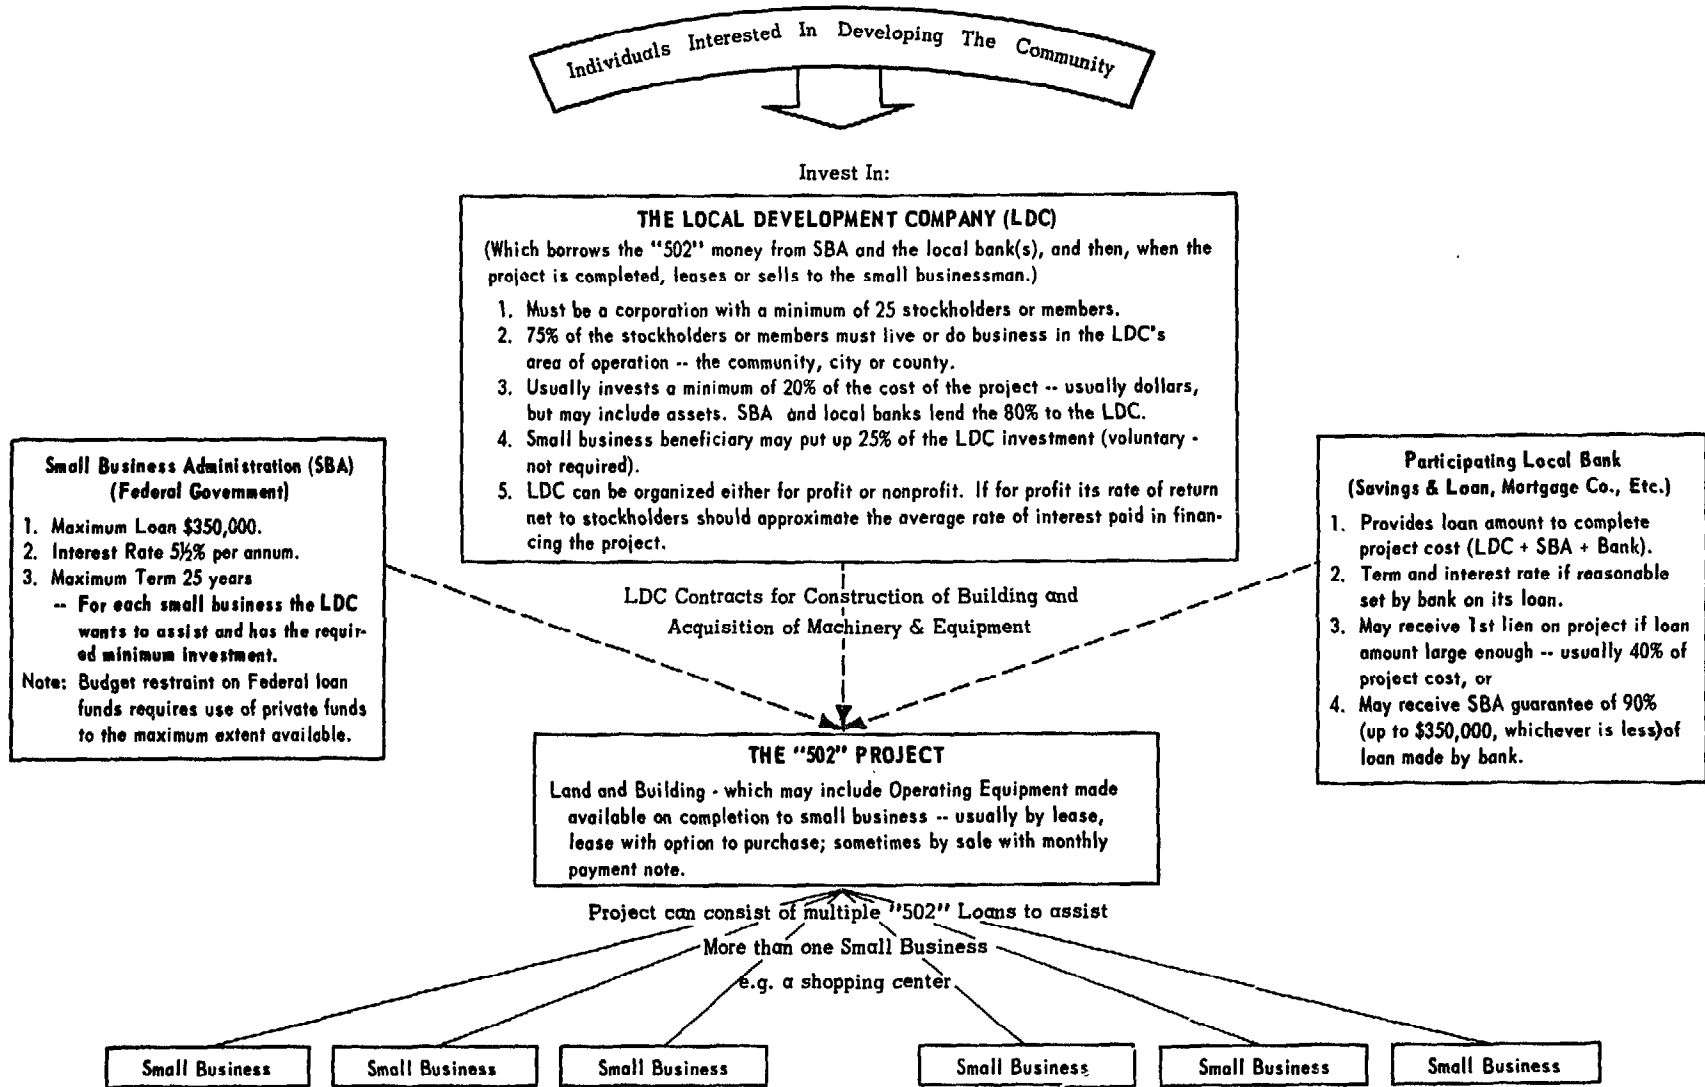 Individuals Interested In Developing The Community
Invest In:
THE LOCAL DEVELOPMENT COMPANY (LDC)
(Which borrows the "502" money from SBA and the local bank(s), and then, when the
project is completed, leases or sells to the small businessman.)
1. Must be a corporation with a minimum of 25 stockholders or members.
2. 75% of the stockholders or members must live or do business in the LDC's
area of operation -- the community, city or county.
3. Usually invests a minimum of 20% of the cost of the project -- usually dollars,
but may include assets. SBA and local banks lend the 80% to the LDC.
4. Small business beneficiary may put up 25% of the LDC investment (voluntary -
not required).
5. LDC can be organized either for profit or nonprofit. If for profit its rate of return
net to stockholders should approximate the average rate of interest paid in finan-
cing the project.
Small Business Administration (SBA)
(Federal Government)
1. Maximum Loan $350,000.
2. Interest Rate 5½% per annum.
3. Maximum Term 25 years
-- For each small business the LDC
wants to assist and has the requir-
ed minimum investment.
Note: Budget restraint on Federal loan
funds requires use of private funds
to the maximum extent available.
Participating Local Bank
(Savings & Loan, Mortgage Co., Etc.)
1. Provides loan amount to complete
project cost (LDC + SBA + Bank).
2. Term and interest rate if reasonable
set by bank on its loan.
3. May receive 1st lien on project if loan
amount large enough -- usually 40% of
project cost, or
4. May receive SBA guarantee of 90%
(up to $350,000, whichever is less)of
loan made by bank.
LDC Contracts for Construction of Building and
Acquisition of Machinery & Equipment
THE "502" PROJECT
Land and Building - which may include Operating Equipment made
available on completion to small business -- usually by lease,
lease with option to purchase; sometimes by sale with monthly
payment note.
Project can consist of multiple "502" Loans to assist
More than one Small Business
e.g. a shopping center
Small Business
Small Business
Small Business
Small Business
Small Business
Small Business